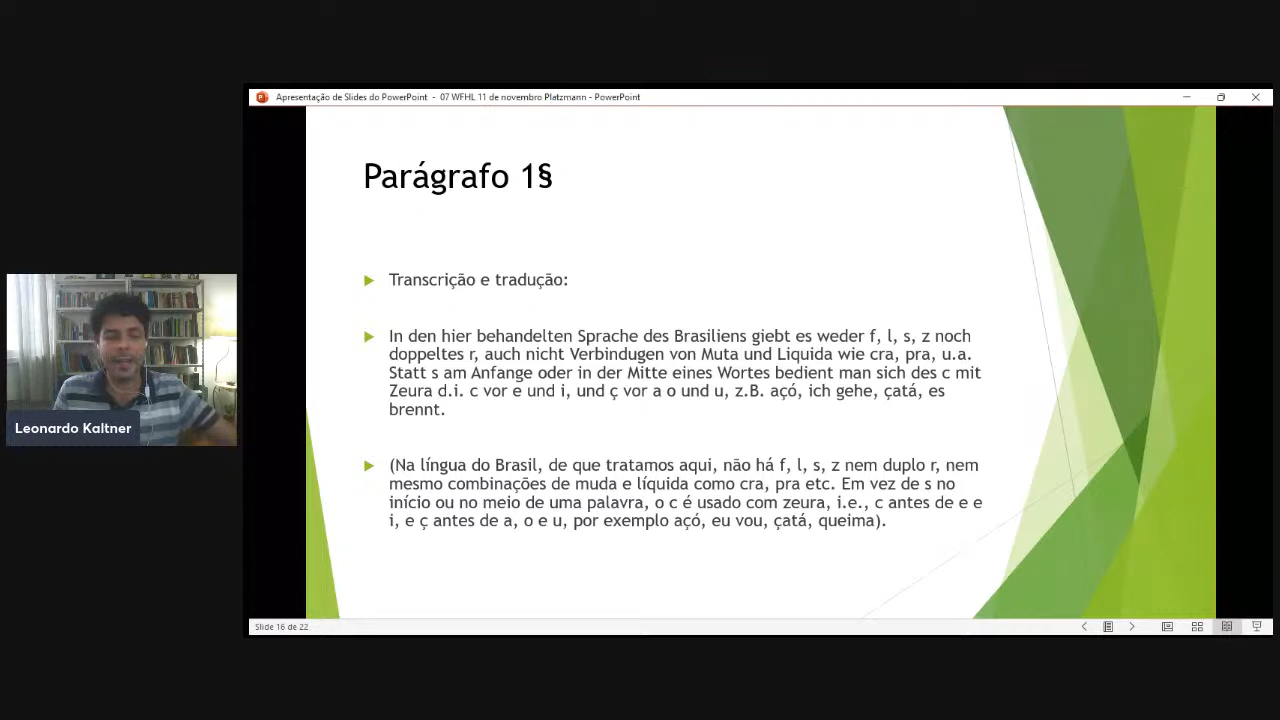 Apresentação de Slides do PowerPoint - 07 WFHL 11 de novembro Platzmann - PowerPoint
Parágrafo 1§
Transcrição e tradução:
In den hier behandelten Sprache des Brasiliens giebt es weder f, l, s, z noch
doppeltes r, auch nicht Verbindugen von Muta und Liquida wie cra, pra, u.a.
Statt s am Anfange oder in der Mitte eines Wortes bedient man sich des c mit
Zeura d.i. c vor e und i, und ç vor a o und u, z.B. açó, ich gehe, çatá, es
brennt.
(Na língua do Brasil, de que tratamos aqui, não há f, l, s, z nem duplo r, nem
mesmo combinações de muda e líquida como cra, pra etc. Em vez de s no
início ou no meio de uma palavra, o c é usado com zeura, i.e., c antes de e e
i, e ç antes de a, o e u, por exemplo açó, eu vou, çatá, queima).
Leonardo Kaltner
Slide 16 de 22